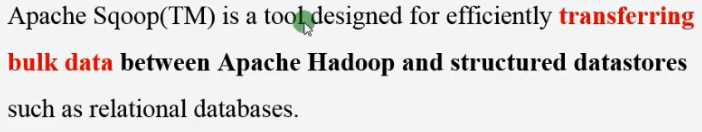 Apache Sqoop(TM) is a tool designed for efficiently transferring
bulk data between Apache Hadoop and structured datastores
such as relational databases.